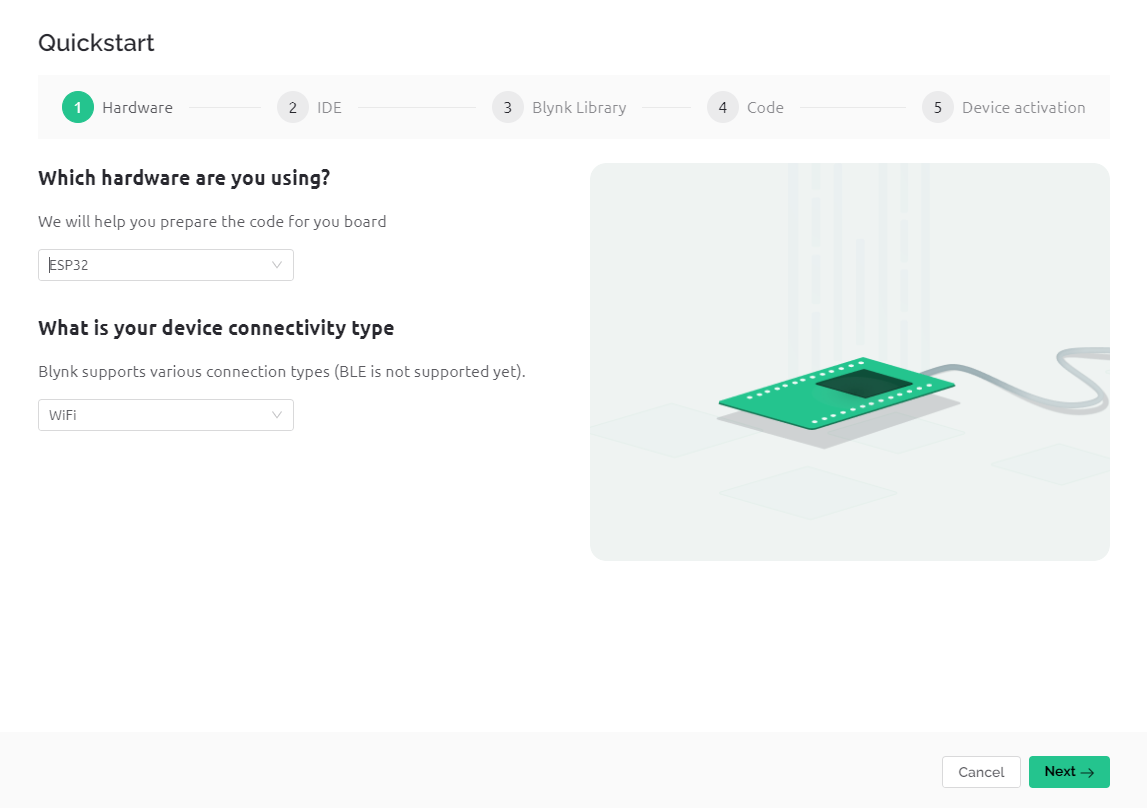 Quickstart
1 Hardware 2 IDE 3 Blynk Library 4 Code 5 Device activation
Which hardware are you using?
We will help you prepare the code for you board
ESP32
What is your device connectivity type
Blynk supports various connection types (BLE is not supported yet).
WiFi
Cancel Next →